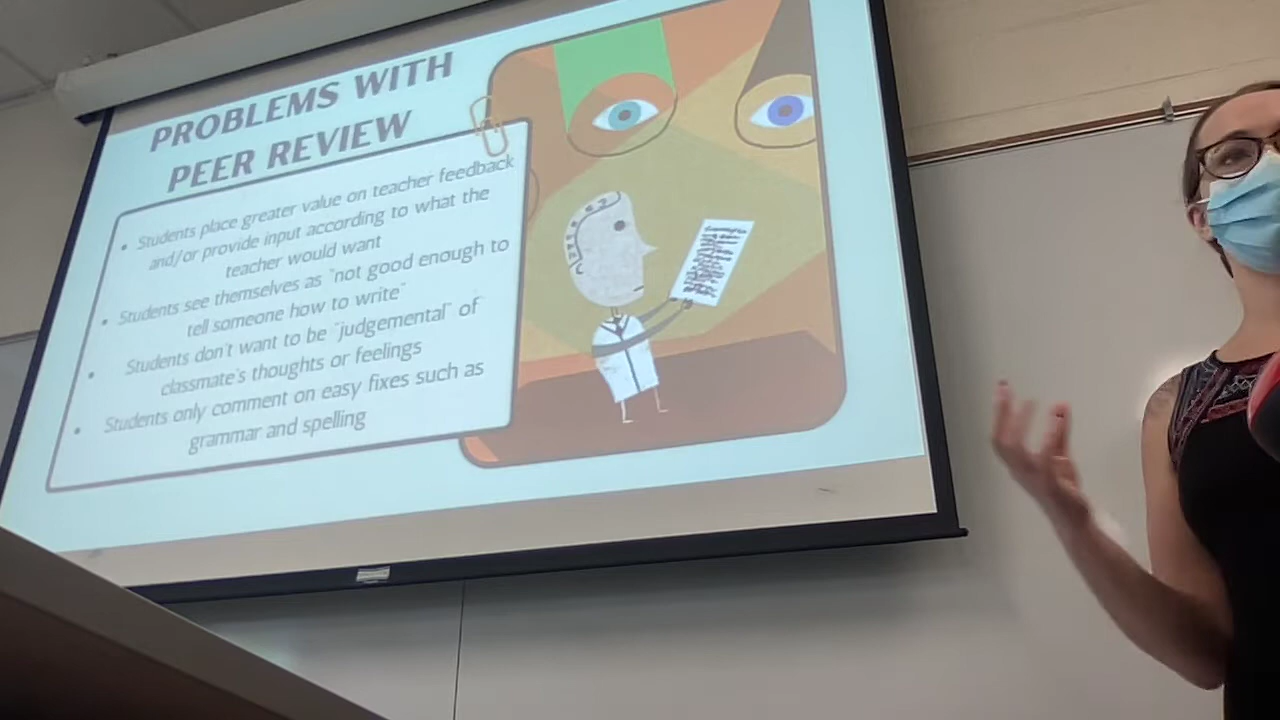 PROBLEMS WITH
PEER REVIEW
• Students place greater value on teacher feedback
and/or provide input according to what the
teacher would want
• Students see themselves as "not good enough to
tell someone how to write"
• Students don't want to be "judgemental" of
classmate's thoughts or feelings
• Students only comment on easy fixes such as
grammar and spelling